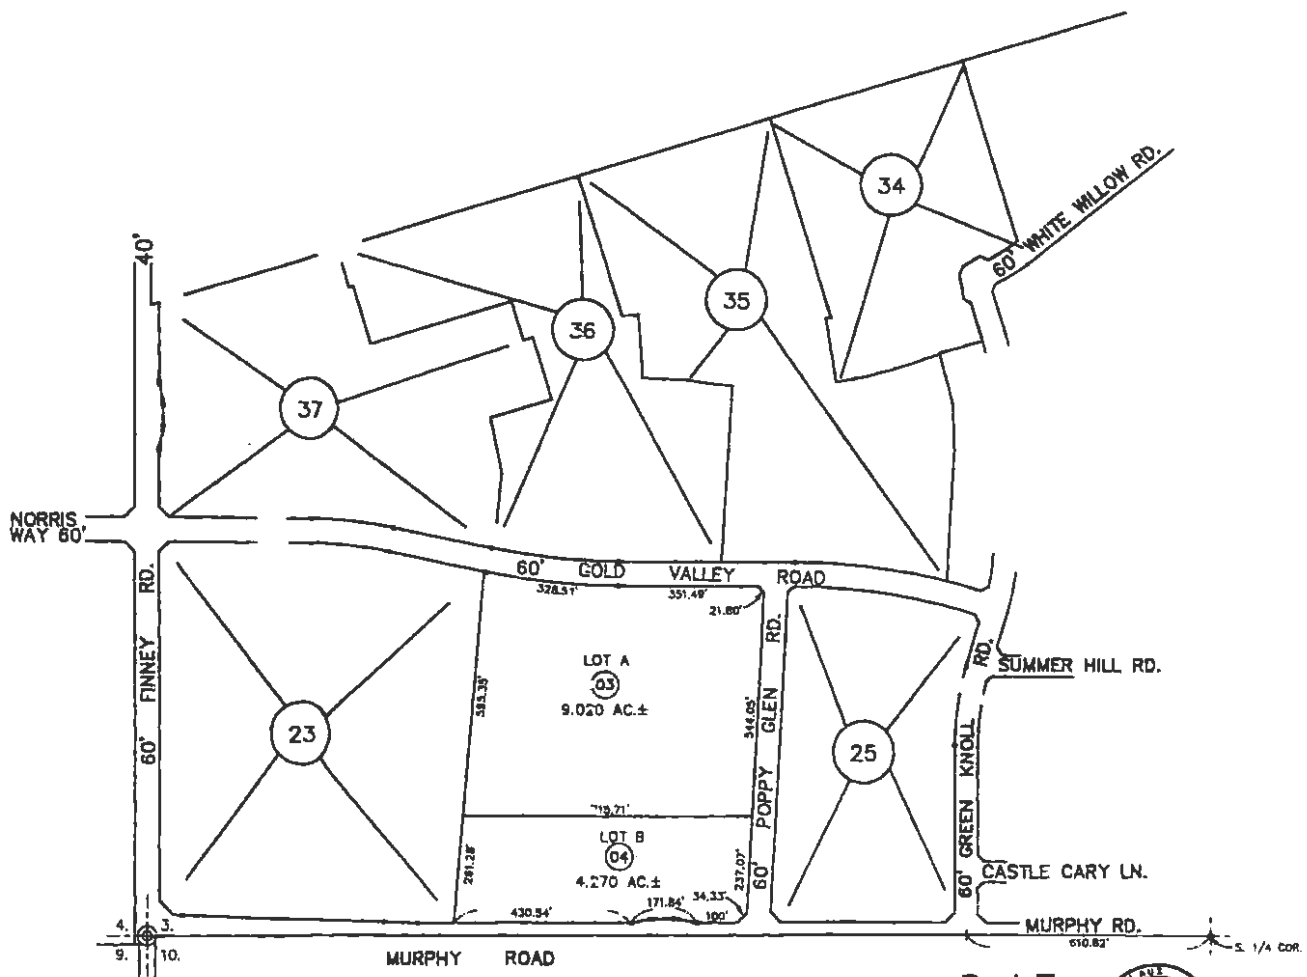 34
60' WHITE WILLOW RD.
40'
35
36
37
NORRIS
WAY 60'
60' GOLD VALLEY ROAD
328.51'
351.49'
21.80'
60' FINNEY RD.
60' POPPY GLEN RD.
60' GREEN KNOLL RD.
SUMMER HILL RD.
LOT A
03
9.020 AC.±
585.35'
544.05'
23
25
715.71'
LOT B
04
4.270 AC.±
281.28'
237.07'
34.33'
171.84'
430.54'
100'
CASTLE CARY LN.
MURPHY RD.
610.82'
S. 1/4 COR.
4. 3.
9. 10.
MURPHY ROAD